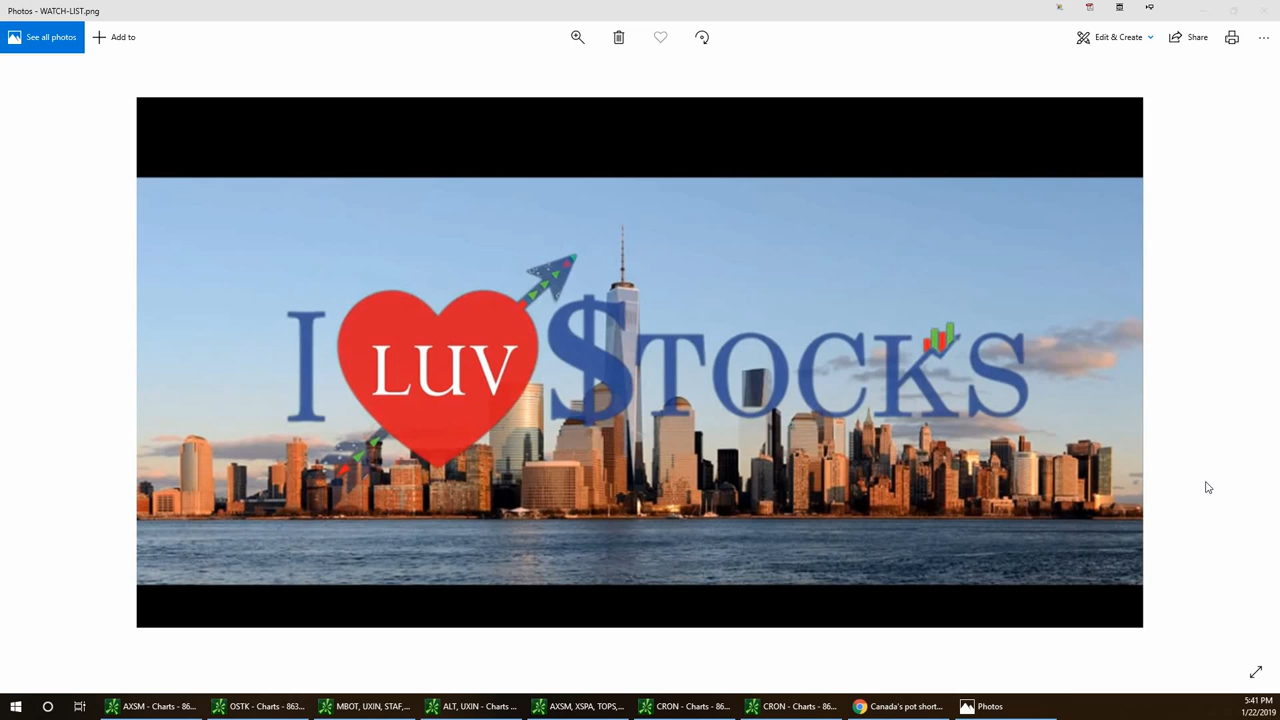 Photos - WATCH-LIST.png
See all photos
Add to
Edit & Create
Share
I LUV $TOCKS
AXSM - Charts - 86...
OSTK - Charts - 863...
MBOT, UXIN, STAF,...
ALT, UXIN - Charts ...
AXSM, XSPA, TOPS,...
CRON - Charts - 86...
CRON - Charts - 86...
Canada's pot short...
Photos
5:41 PM
1/22/2019